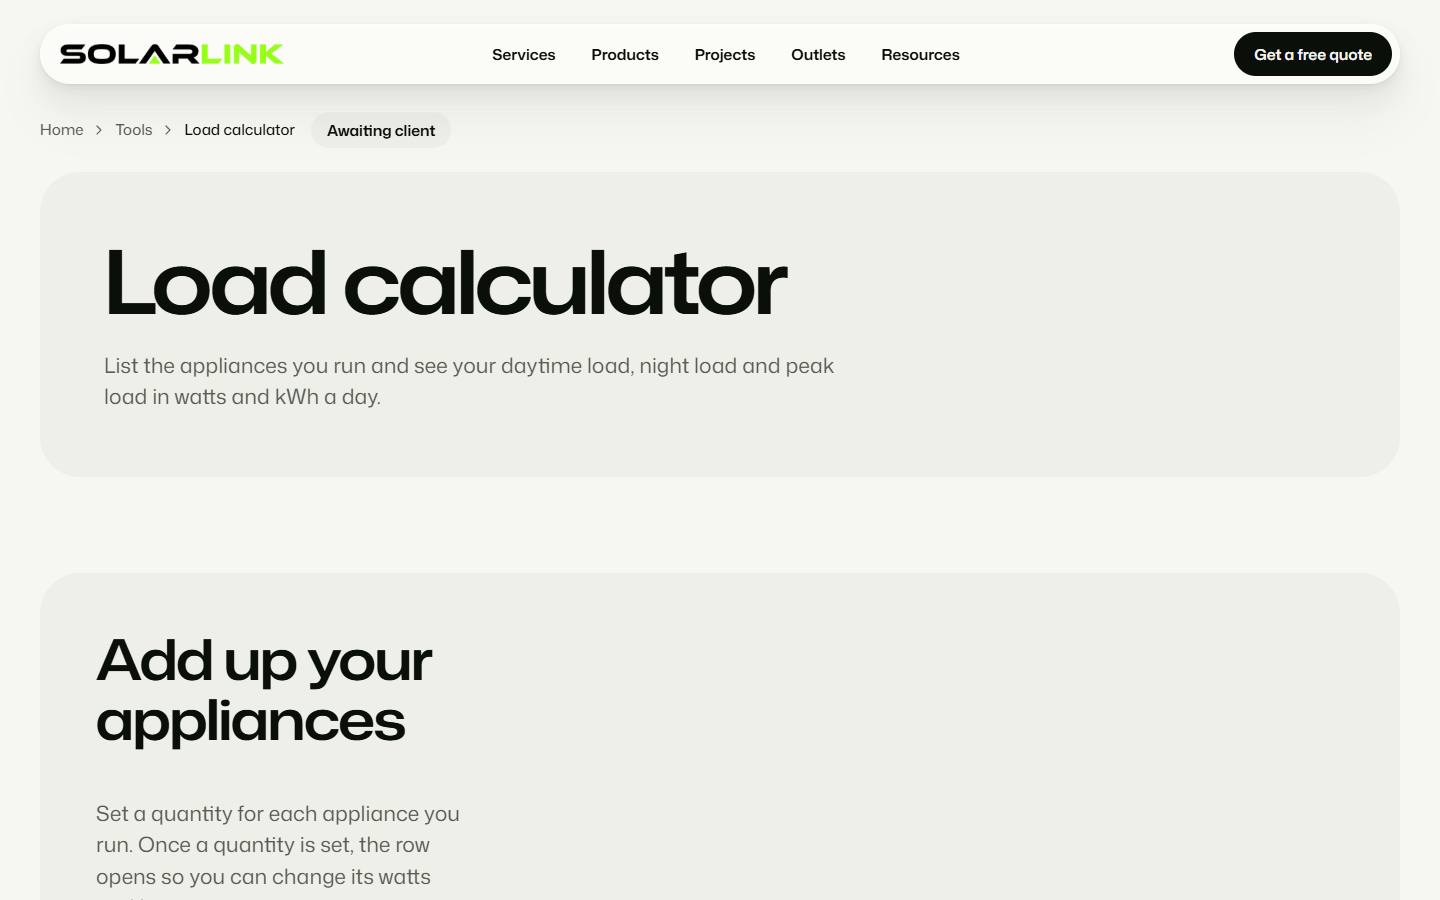 SOLARLINK
Services Products Projects Outlets Resources
Get a free quote
Home > Tools > Load calculator Awaiting client
Load calculator
List the appliances you run and see your daytime load, night load and peak
load in watts and kWh a day.
Add up your
appliances
Set a quantity for each appliance you
run. Once a quantity is set, the row
opens so you can change its watts